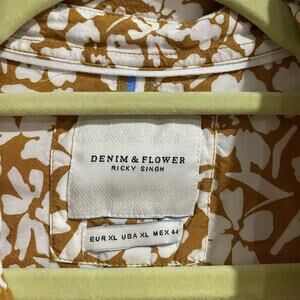 DENIM & FLOWER
RICKY SINGH
EUR XL USA XL MEX 44